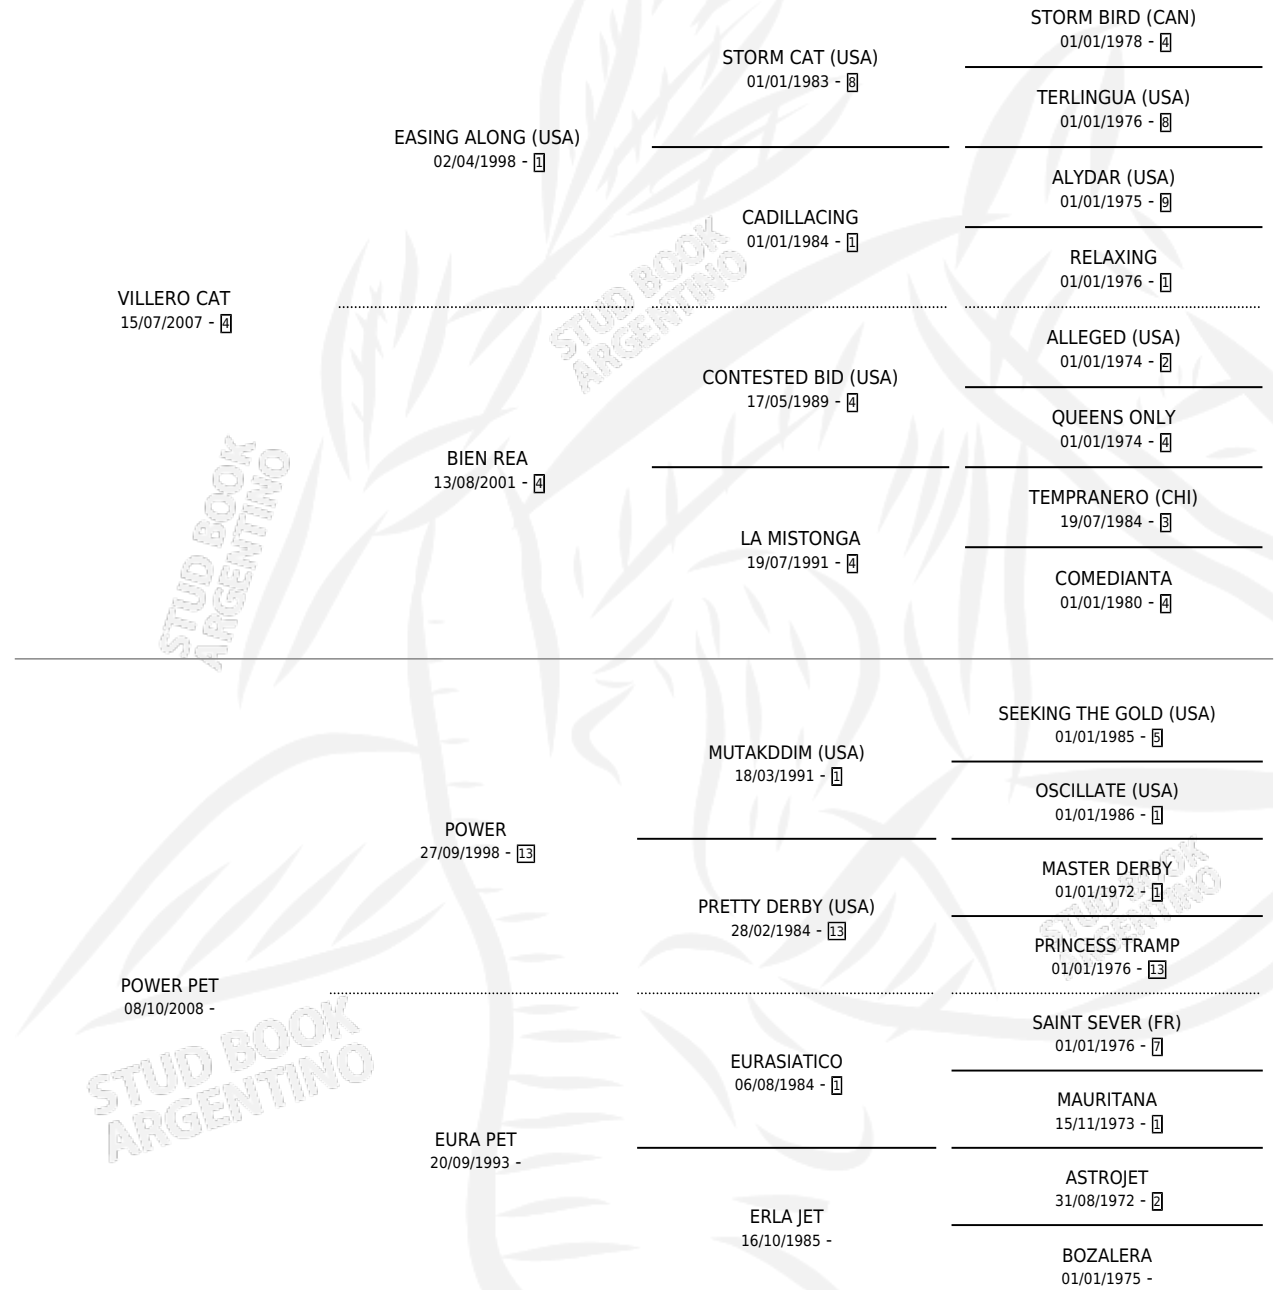 STORM BIRD (CAN)
01/01/1978 - 4
STORM CAT (USA)
01/01/1983 - 8
TERLINGUA (USA)
01/01/1976 - 8
EASING ALONG (USA)
02/04/1998 - 1
ALYDAR (USA)
01/01/1975 - 9
CADILLACING
01/01/1984 - 1
RELAXING
01/01/1976 - 1
VILLERO CAT
15/07/2007 - 4
STUD BOOK
ARGENTINO
ALLEGED (USA)
01/01/1974 - 2
CONTESTED BID (USA)
17/05/1989 - 4
QUEENS ONLY
01/01/1974 - 4
BIEN REA
13/08/2001 - 4
TEMPRANERO (CHI)
19/07/1984 - 3
LA MISTONGA
19/07/1991 - 4
COMEDIANTA
01/01/1980 - 4
STUD BOOK
ARGENTINO
SEEKING THE GOLD (USA)
01/01/1985 - 5
MUTAKDDIM (USA)
18/03/1991 - 1
OSCILLATE (USA)
01/01/1986 - 1
POWER
27/09/1998 - 13
MASTER DERBY
01/01/1972 - 1
PRETTY DERBY (USA)
28/02/1984 - 13
STUD BOOK
ARGENTINO
PRINCESS TRAMP
01/01/1976 - 13
POWER PET
08/10/2008 -
SAINT SEVER (FR)
01/01/1976 - 7
EURASIATICO
06/08/1984 - 1
MAURITANA
15/11/1973 - 1
STUD BOOK
ARGENTINO
EURA PET
20/09/1993 -
ASTROJET
31/08/1972 - 2
ERLA JET
16/10/1985 -
BOZALERA
01/01/1975 -